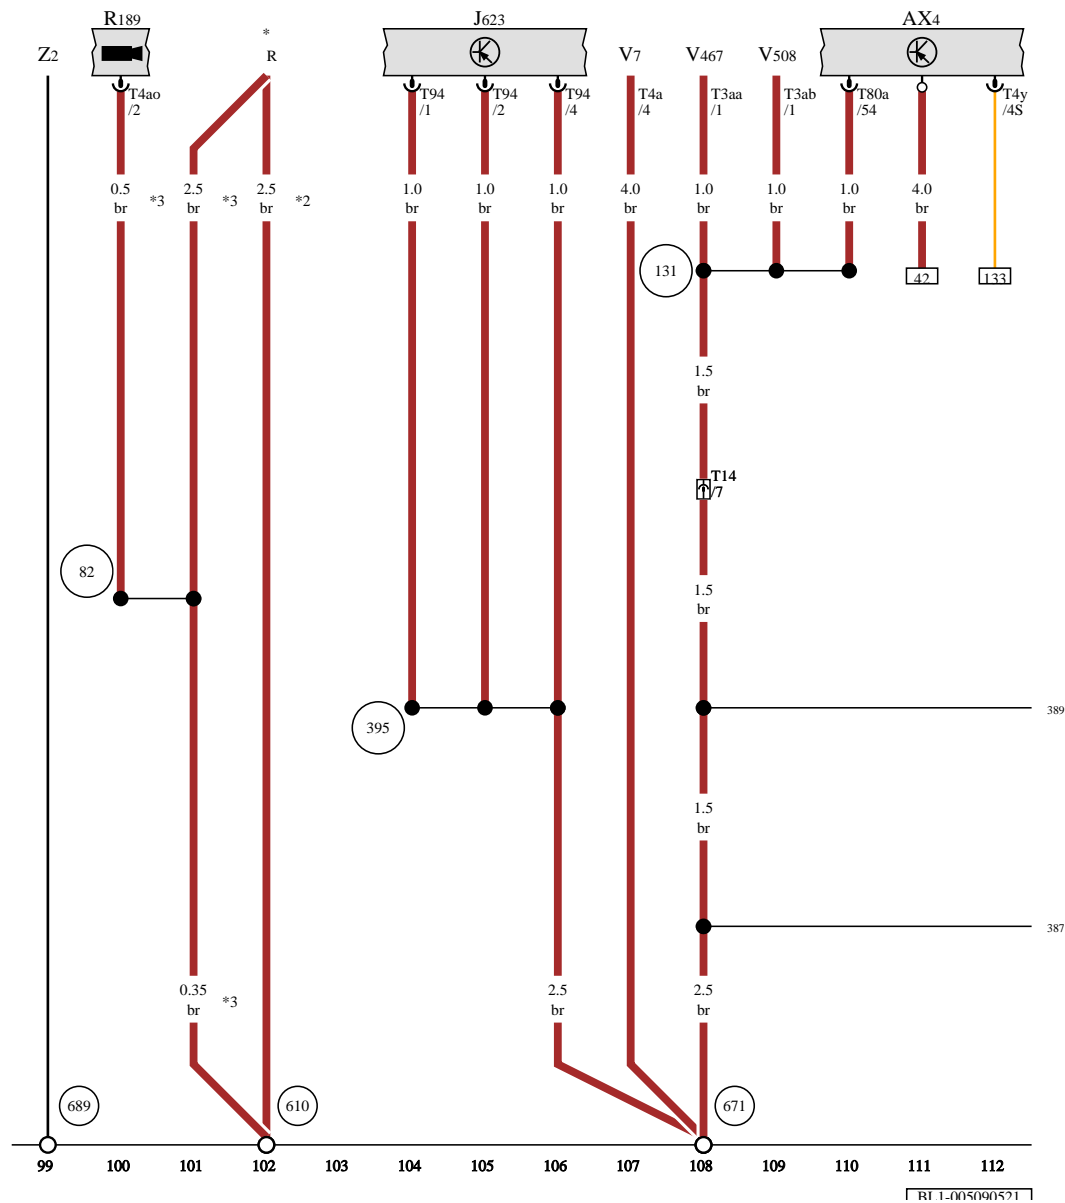 R189
J623
AX4
*
Z2
R
V7
V467
V508
T4ao
/2
T94
/1
T94
/2
T94
/4
T4a
/4
T3aa
/1
T3ab
/1
T80a
/54
T4y
/4S
0.5
br
*3
2.5
br
*3
2.5
br
*2
1.0
br
1.0
br
1.0
br
4.0
br
1.0
br
1.0
br
1.0
br
4.0
br
131
42
133
1.5
br
T14
/7
82
1.5
br
395
389
1.5
br
387
0.35
br
*3
2.5
br
2.5
br
689
610
671
99 100 101 102 103 104 105 106 107 108 109 110 111 112
BL1-005090521